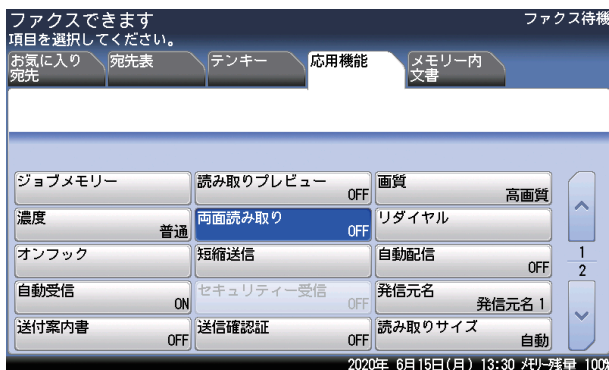 ファクスできます
ファクス待機
項目を選択してください。
お気に入り
宛先
宛先表
テンキー
応用機能
メモリー内
文書
ジョブメモリー
読み取りプレビュー
OFF
画質
高画質
濃度
普通
両面読み取り
OFF
リダイヤル
オンフック
短縮送信
自動配信
OFF
1
2
自動受信
ON
セキュリティー受信
OFF
発信元名
発信元名 1
送付案内書
OFF
送信確認証
OFF
読み取りサイズ
自動
2020年 6月15日(月) 13:30 ﾒﾓﾘｰ残量 100%